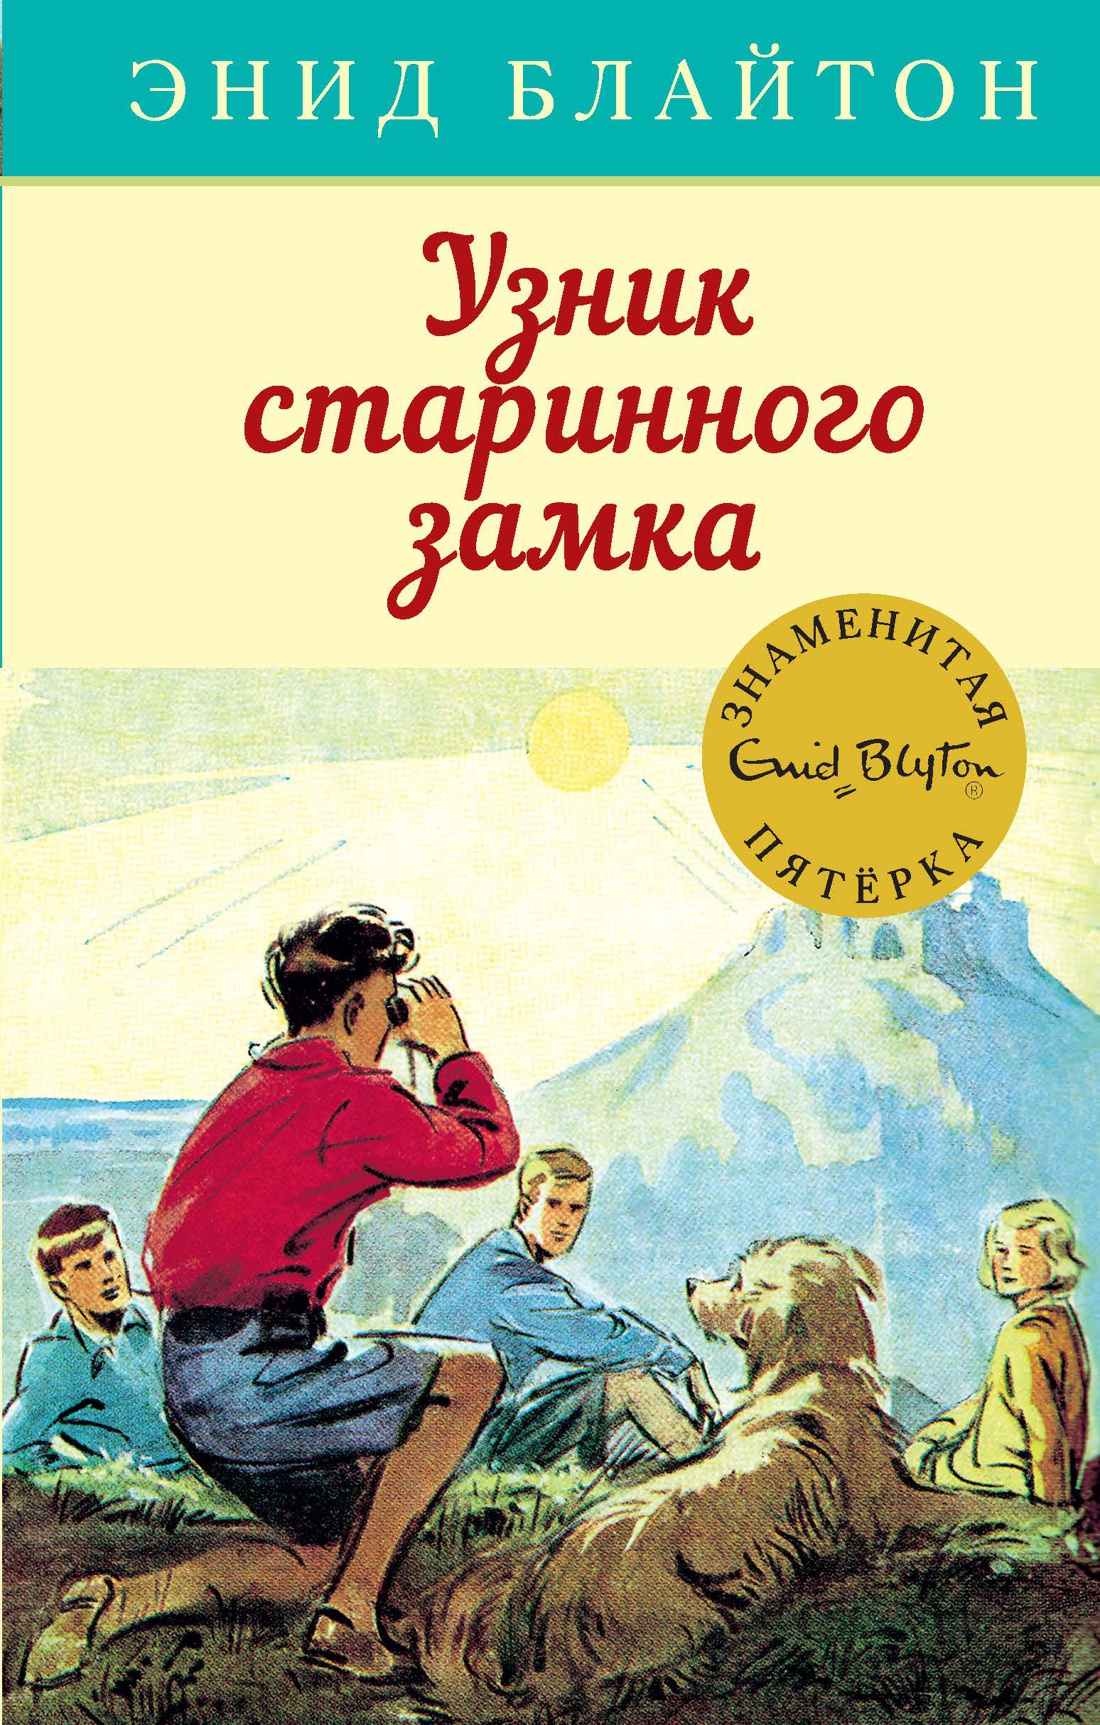 ЭНИД БЛАЙТОН
Узник
старинного
замка
ЗНАМЕНИТАЯ
Enid Blyton
®
ПЯТЁРКА